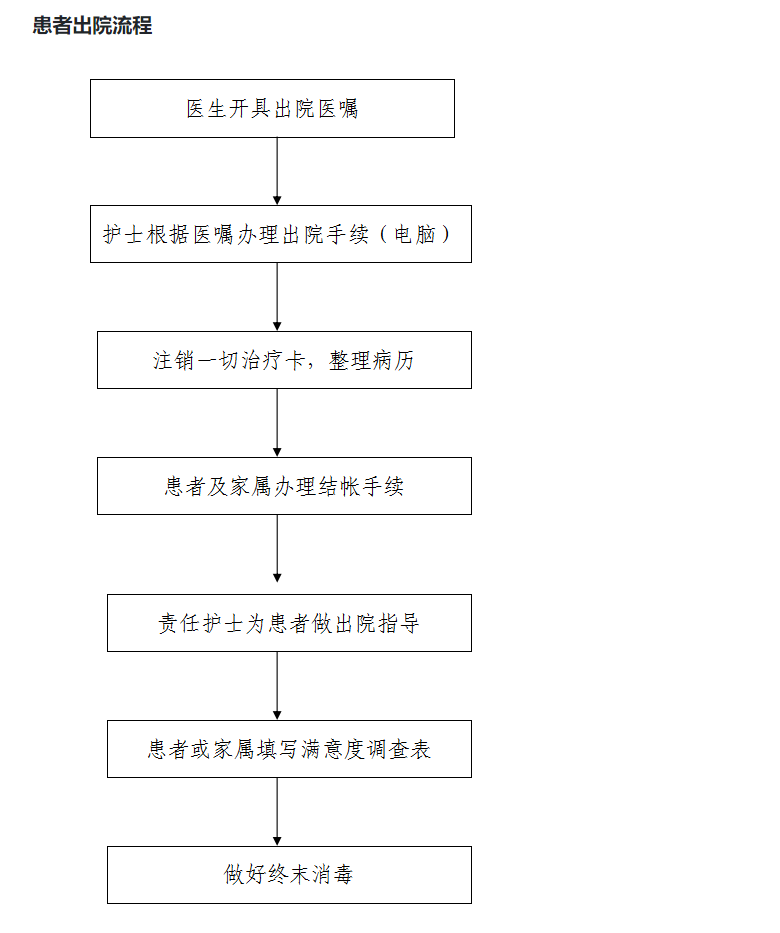 患者出院流程
医生开具出院医嘱
护士根据医嘱办理出院手续（电脑）
注销一切治疗卡，整理病历
患者及家属办理结帐手续
责任护士为患者做出院指导
患者或家属填写满意度调查表
做好终末消毒